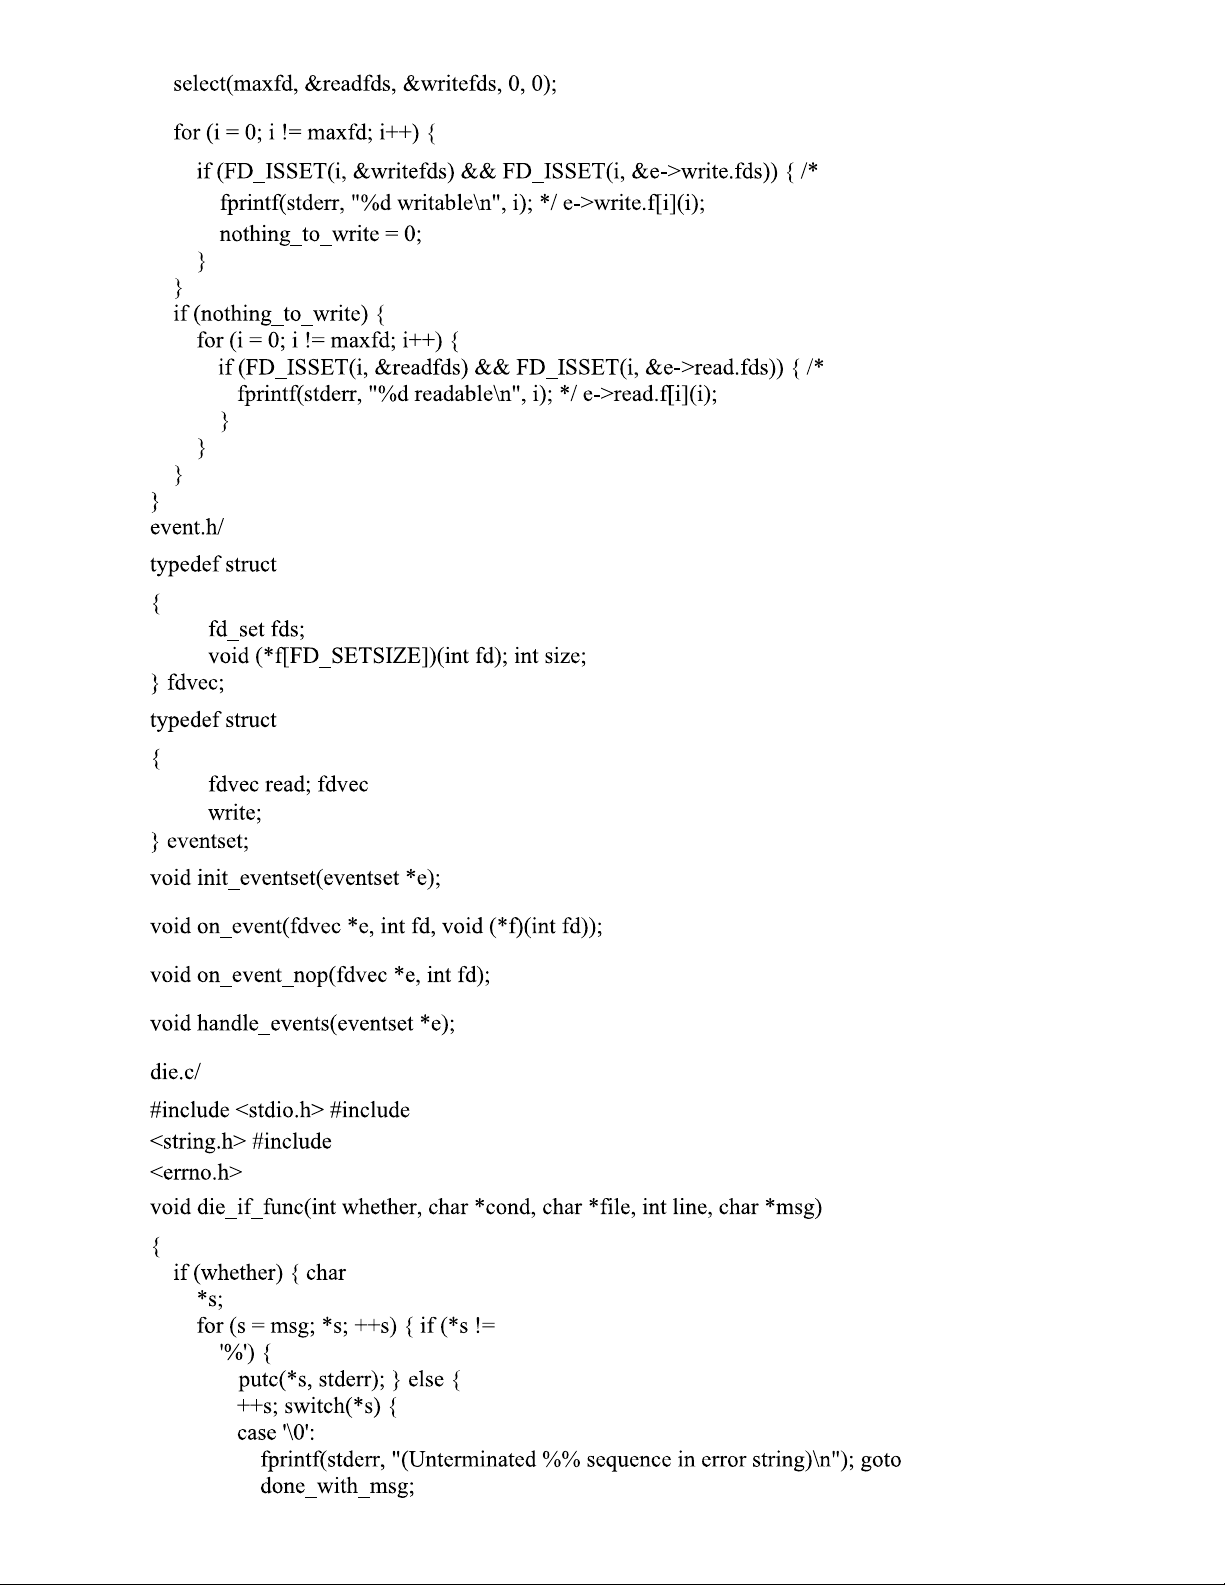 select(maxfd, &readfds, &writefds, 0, 0);
for (i = 0; i != maxfd; i++) {
if (FD_ISSET(i, &writefds) && FD_ISSET(i, &e->write.fds)) { /*
fprintf(stderr, "%d writable\n", i); */ e->write.f[i](i);
nothing_to_write = 0;
}
}
if (nothing_to_write) {
for (i = 0; i != maxfd; i++) {
if (FD_ISSET(i, &readfds) && FD_ISSET(i, &e->read.fds)) { /*
fprintf(stderr, "%d readable\n", i); */ e->read.f[i](i);
}
}
}
}
event.h/
typedef struct
{
fd_set fds;
void (*f[FD_SETSIZE])(int fd); int size;
} fdvec;
typedef struct
{
fdvec read; fdvec
write;
} eventset;
void init_eventset(eventset *e);
void on_event(fdvec *e, int fd, void (*f)(int fd));
void on_event_nop(fdvec *e, int fd);
void handle_events(eventset *e);
die.c/
#include <stdio.h> #include
<string.h> #include
<errno.h>
void die_if_func(int whether, char *cond, char *file, int line, char *msg)
{
if (whether) { char
*s;
for (s = msg; *s; ++s) { if (*s !=
'%') {
putc(*s, stderr); } else {
++s; switch(*s) {
case '\0':
fprintf(stderr, "(Unterminated %% sequence in error string)\n"); goto
done_with_msg;